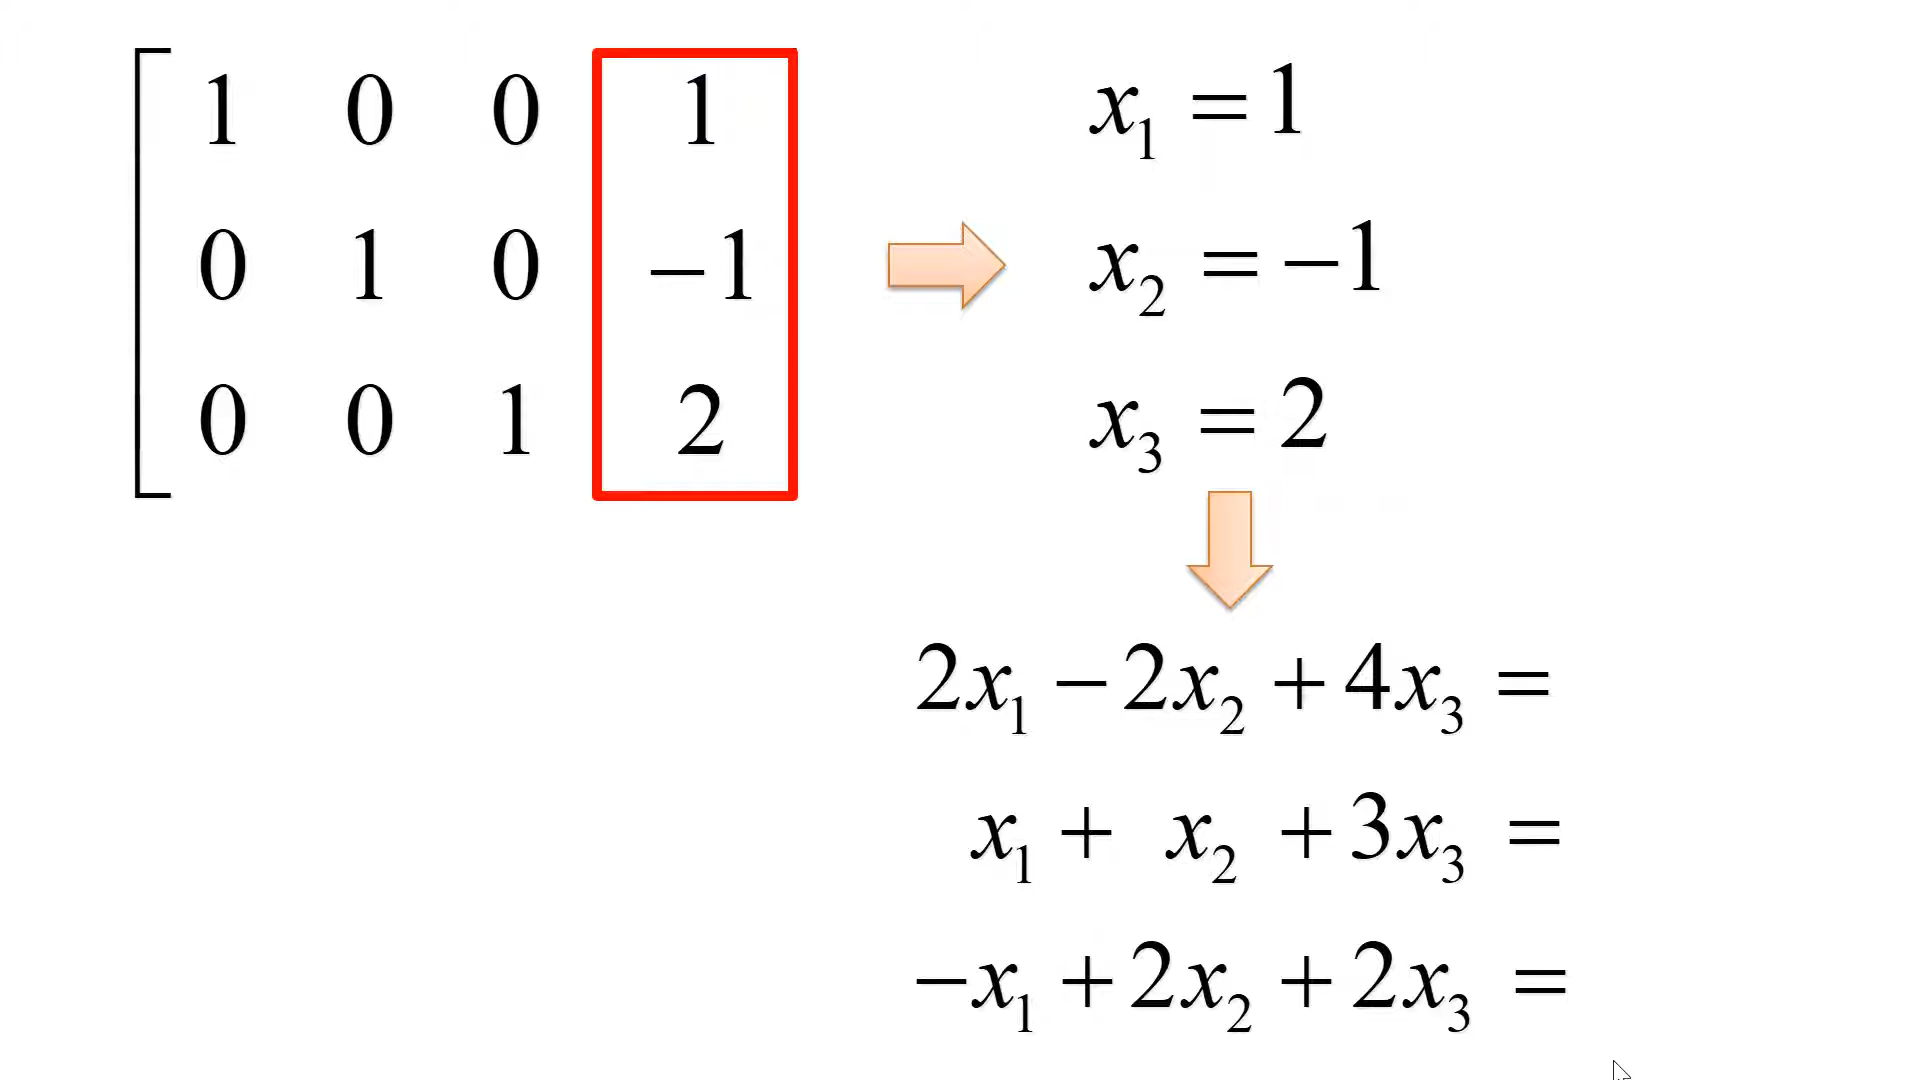 1 0 0 1
0 1 0 −1
0 0 1 2
x₁ = 1
x₂ = −1
x₃ = 2
2x₁ − 2x₂ + 4x₃ =
x₁ + x₂ + 3x₃ =
−x₁ + 2x₂ + 2x₃ =